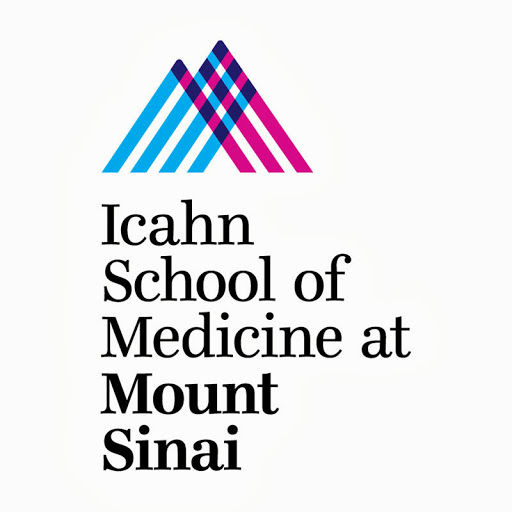 Icahn
School of
Medicine at
Mount
Sinai